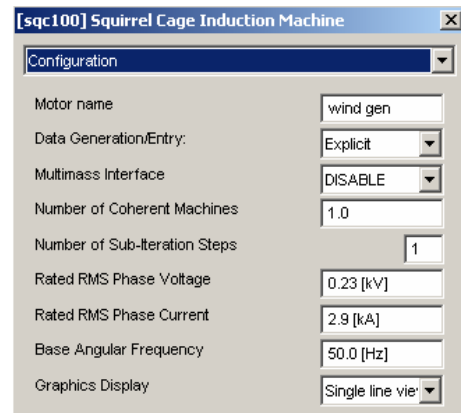 [sqc100] Squirrel Cage Induction Machine
Configuration
Motor name wind gen
Data Generation/Entry: Explicit
Multimass Interface DISABLE
Number of Coherent Machines 1.0
Number of Sub-Iteration Steps 1
Rated RMS Phase Voltage 0.23 [kV]
Rated RMS Phase Current 2.9 [kA]
Base Angular Frequency 50.0 [Hz]
Graphics Display Single line vie